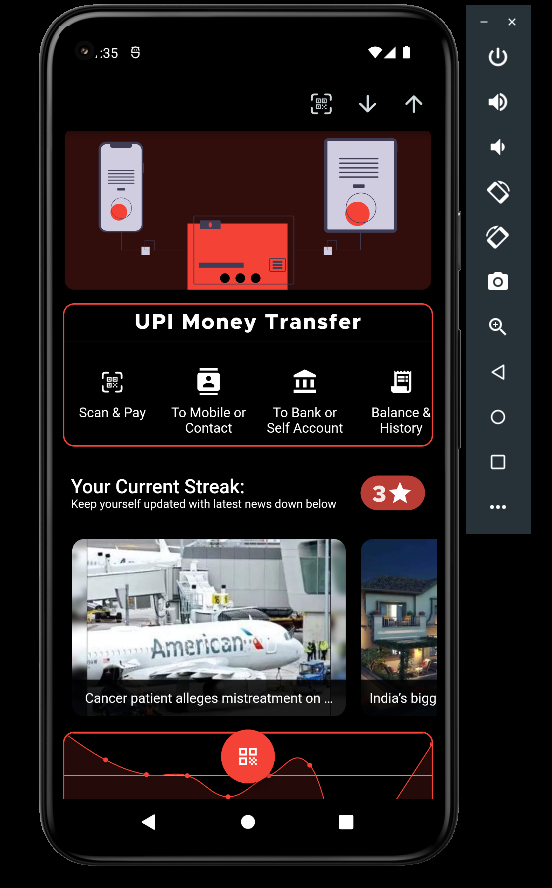 :35
UPI Money Transfer
Scan & Pay
To Mobile or
Contact
To Bank or
Self Account
Balance &
History
Your Current Streak:
3
Keep yourself updated with latest news down below
American
Cancer patient alleges mistreatment on ...
India's bigg